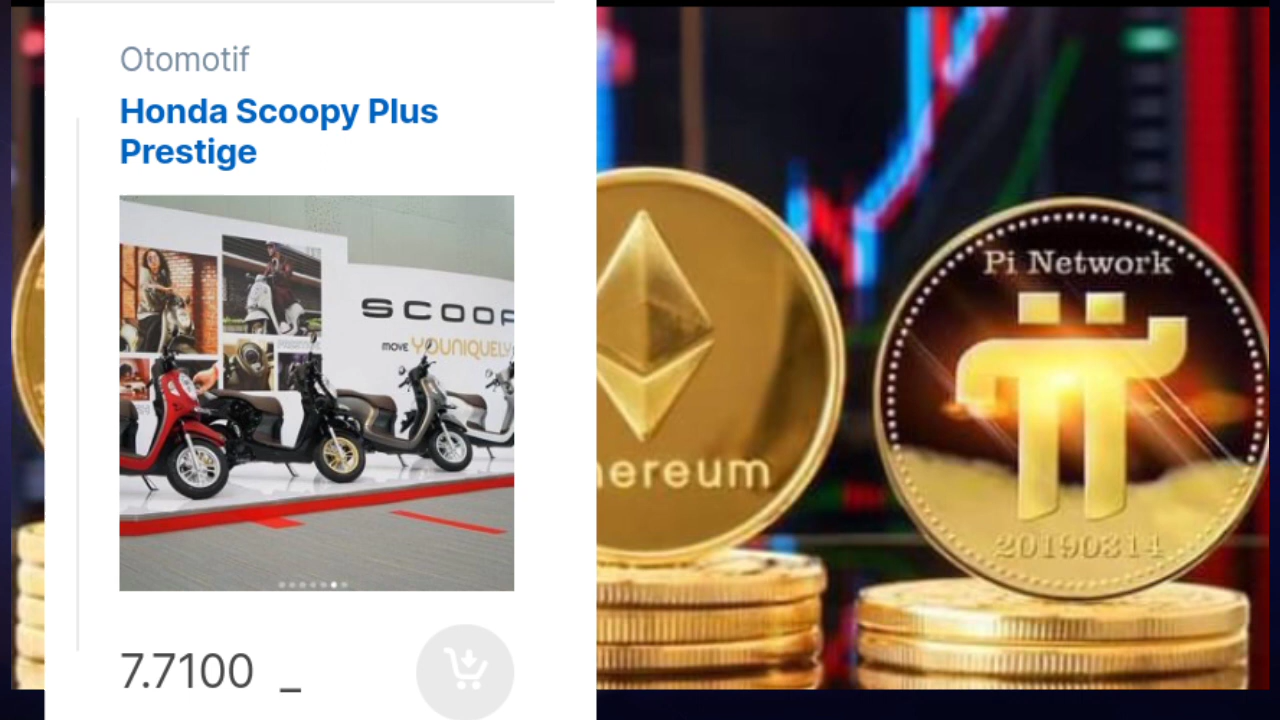 Otomotif
Honda Scoopy Plus
Prestige
SCOOP
MOVE YOUNIQUELY
7.7100 _
hereum
Pi Network
20190314